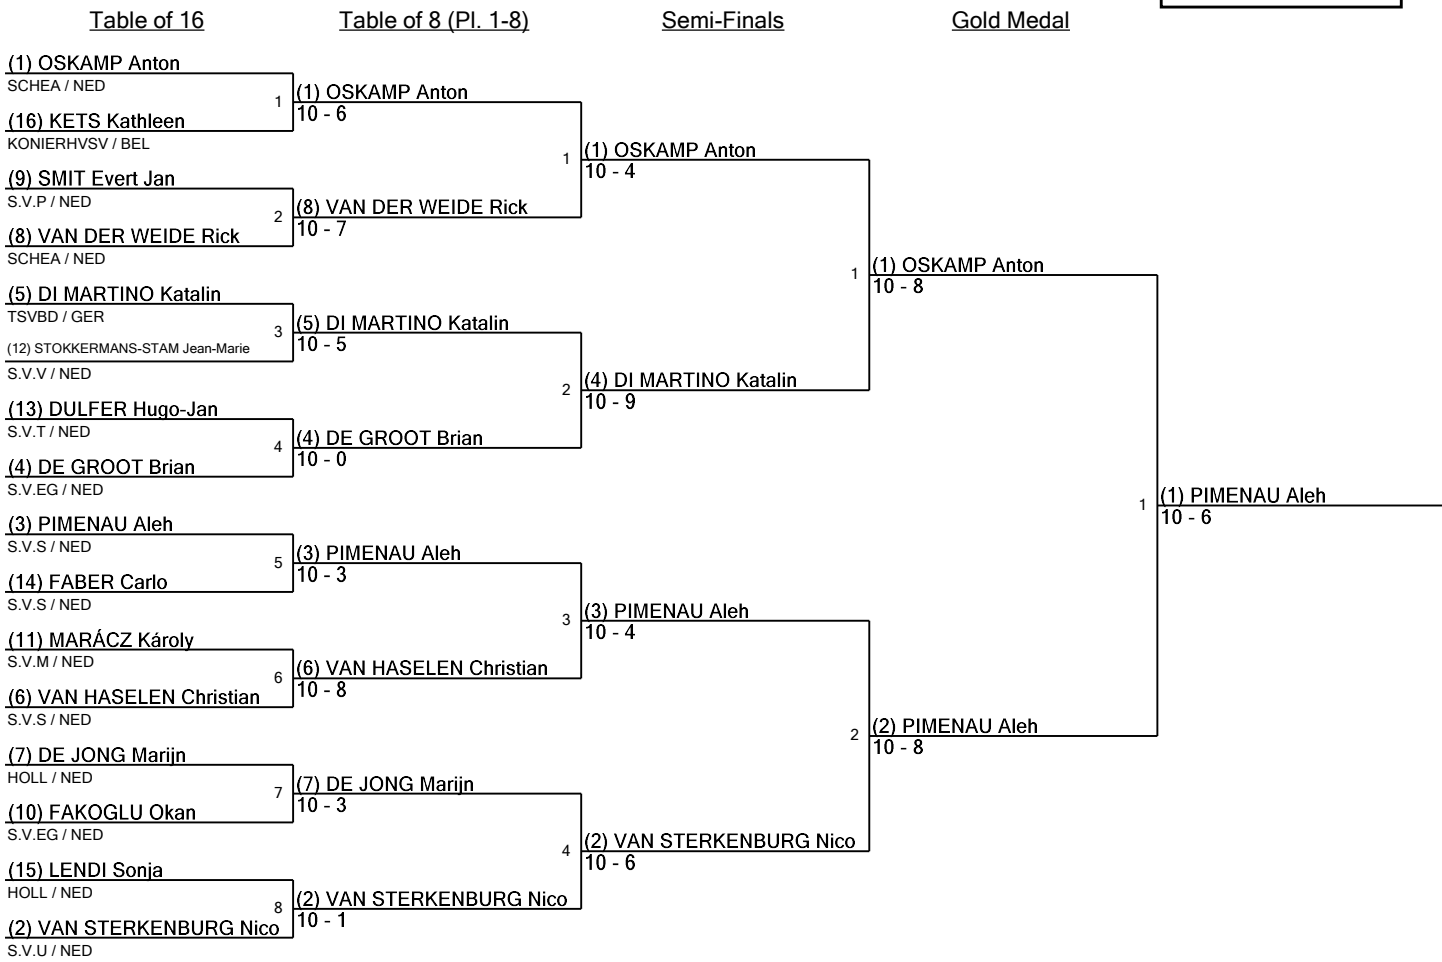 Table of 16
Table of 8 (Pl. 1-8)
Semi-Finals
Gold Medal
(1) OSKAMP Anton
SCHEA / NED
1
(16) KETS Kathleen
KONIERHVSV / BEL
(9) SMIT Evert Jan
S.V.P / NED
2
(8) VAN DER WEIDE Rick
SCHEA / NED
(5) DI MARTINO Katalin
TSVBD / GER
3
(12) STOKKERMANS-STAM Jean-Marie
S.V.V / NED
(13) DULFER Hugo-Jan
S.V.T / NED
4
(4) DE GROOT Brian
S.V.EG / NED
(3) PIMENAU Aleh
S.V.S / NED
5
(14) FABER Carlo
S.V.S / NED
(11) MARÁCZ Károly
S.V.M / NED
6
(6) VAN HASELEN Christian
S.V.S / NED
(7) DE JONG Marijn
HOLL / NED
7
(10) FAKOGLU Okan
S.V.EG / NED
(15) LENDI Sonja
HOLL / NED
8
(2) VAN STERKENBURG Nico
S.V.U / NED
(1) OSKAMP Anton
10 - 6
1
(8) VAN DER WEIDE Rick
10 - 7
(5) DI MARTINO Katalin
10 - 5
2
(4) DE GROOT Brian
10 - 0
(3) PIMENAU Aleh
10 - 3
3
(6) VAN HASELEN Christian
10 - 8
(7) DE JONG Marijn
10 - 3
4
(2) VAN STERKENBURG Nico
10 - 1
(1) OSKAMP Anton
10 - 4
1
(4) DI MARTINO Katalin
10 - 9
(3) PIMENAU Aleh
10 - 4
2
(2) VAN STERKENBURG Nico
10 - 6
(1) OSKAMP Anton
10 - 8
1
(2) PIMENAU Aleh
10 - 8
(1) PIMENAU Aleh
10 - 6